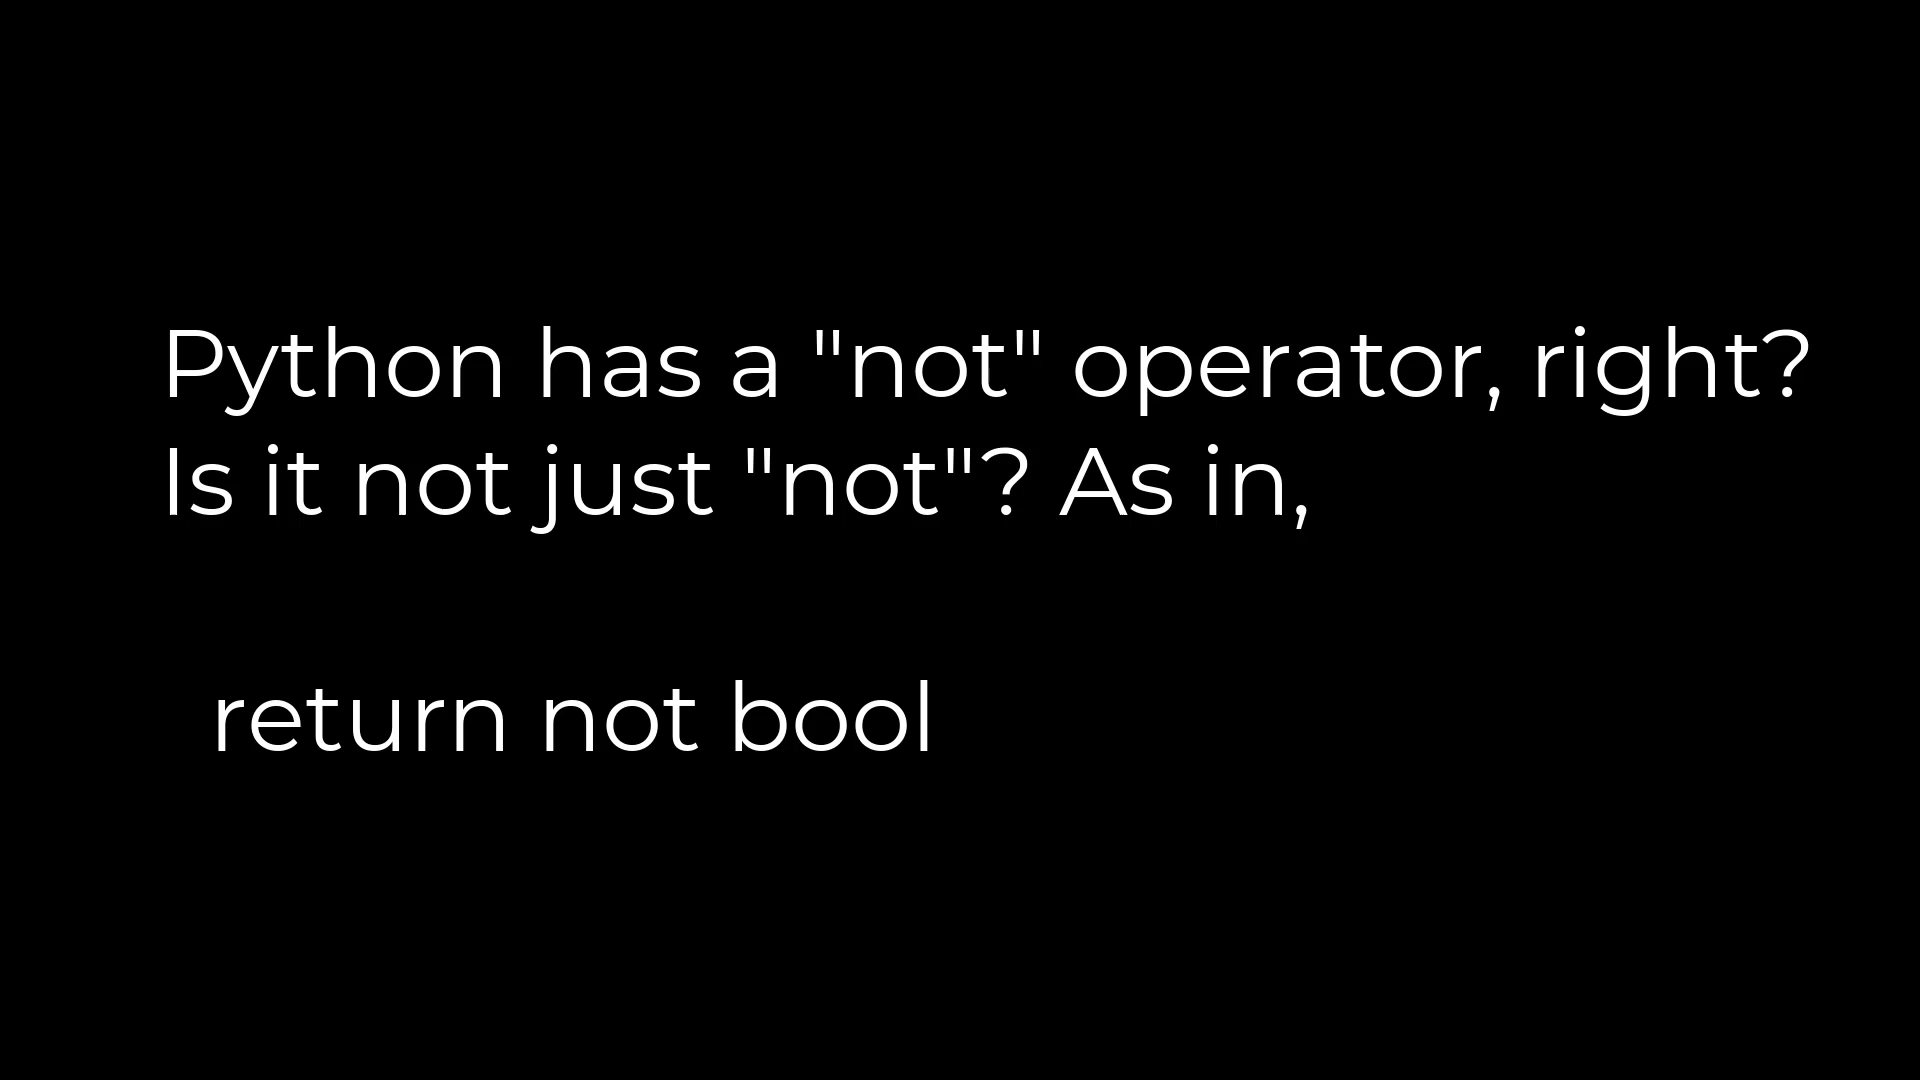 Python has a "not" operator, right?
Is it not just "not"? As in,
return not bool